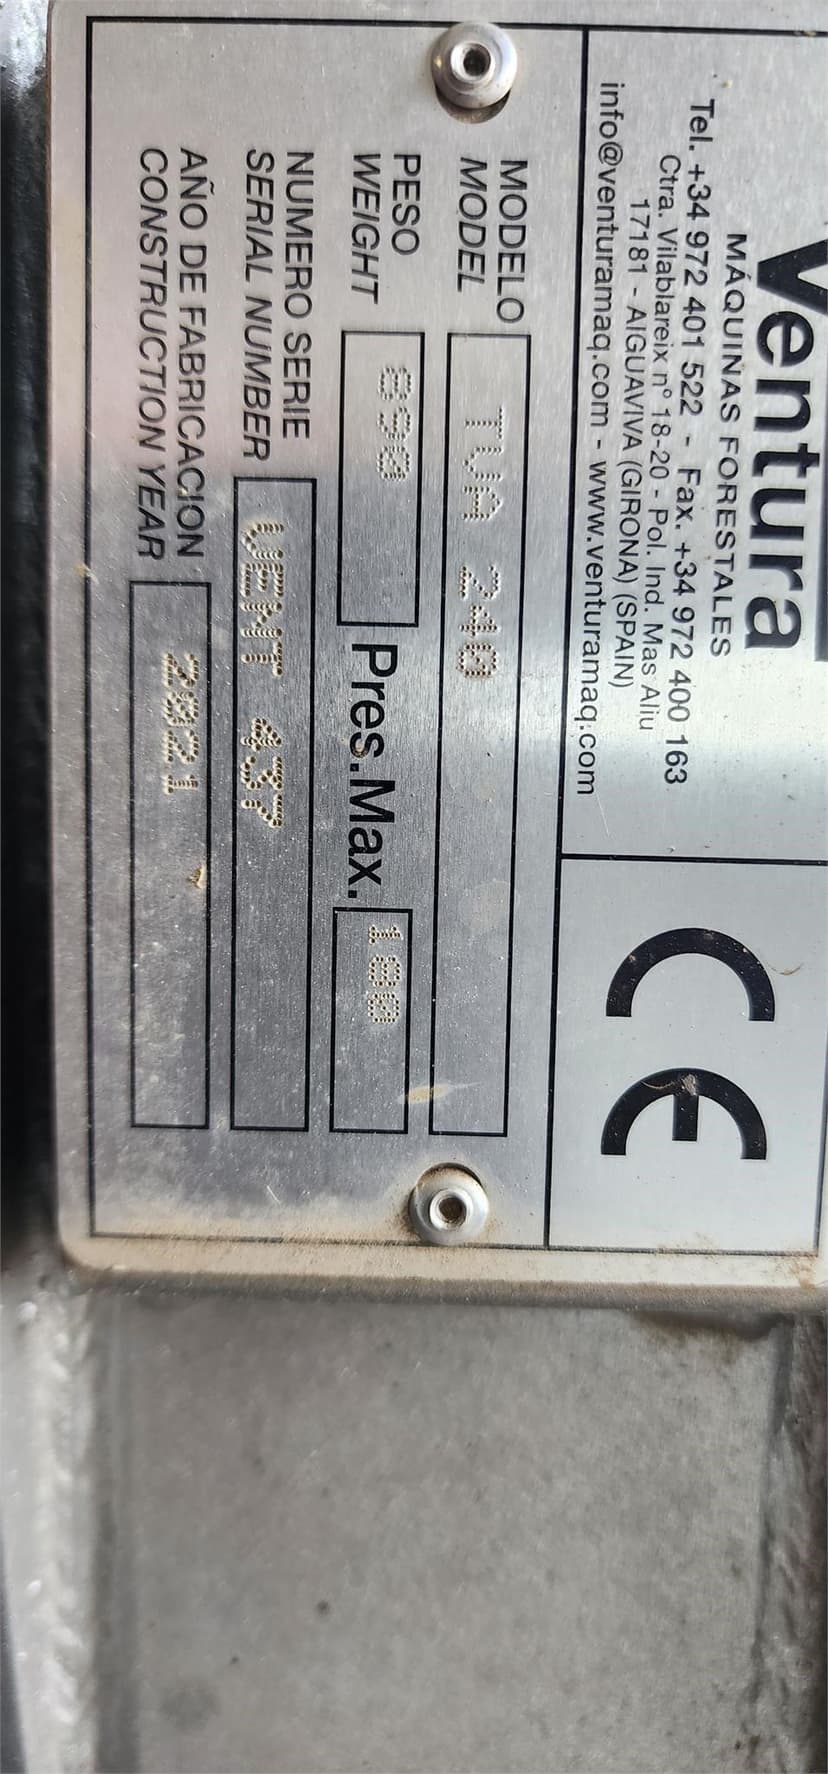 Ventura
MÁQUINAS FORESTALES
Tel. +34 972 401 522 - Fax. +34 972 400 163
Ctra. Vilablareix nº 18-20 - Pol. Ind. Mas Aliu
17181 - AIGUAVIVA (GIRONA) (SPAIN)
info@venturamaq.com - www.venturamaq.com
CE
MODELO
MODEL
TVA 240
PESO
WEIGHT
890
Pres.Max.
180
NUMERO SERIE
SERIAL NUMBER
VENT 437
AÑO DE FABRICACION
CONSTRUCTION YEAR
2021